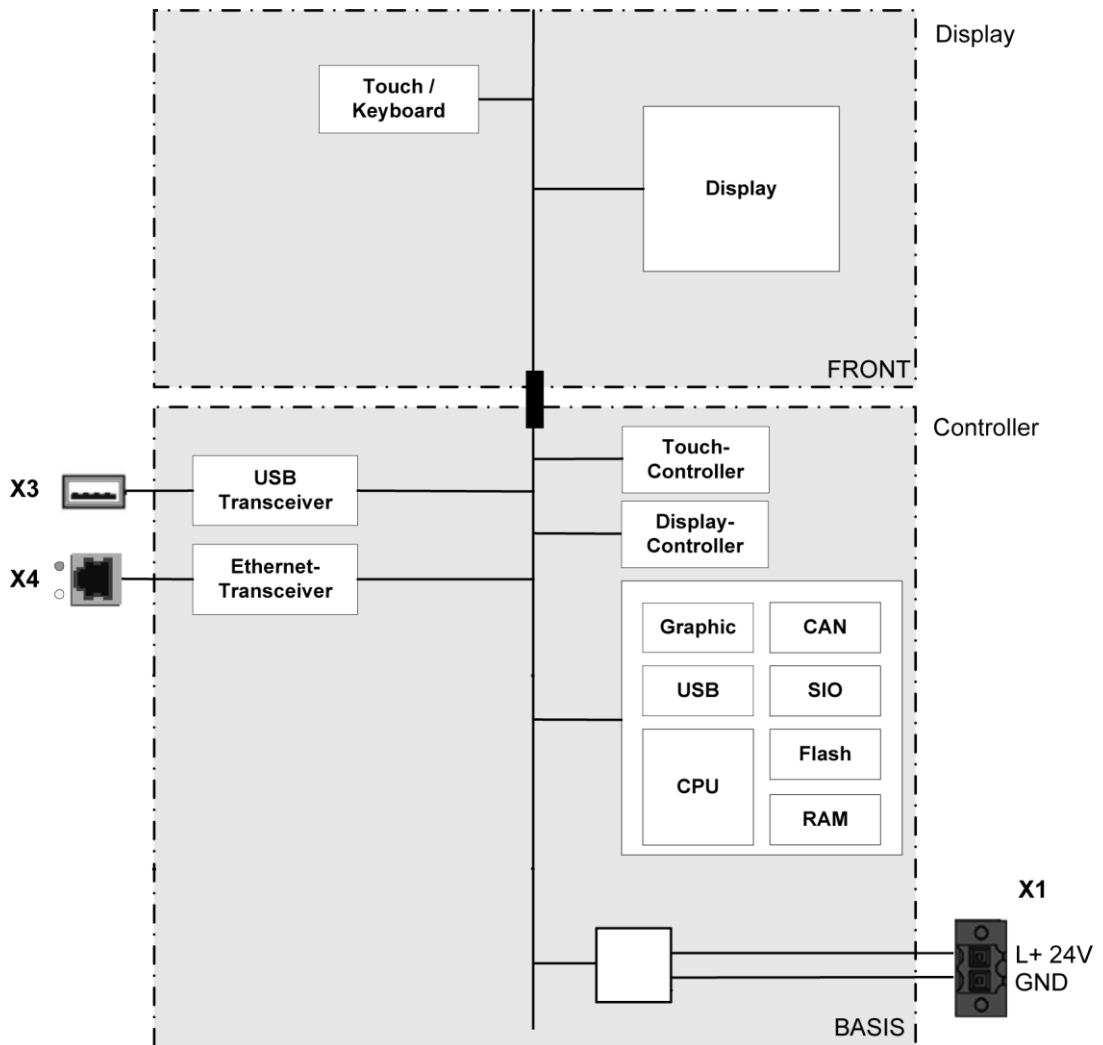 Display
Touch /
Keyboard
Display
FRONT
Controller
Touch-
Controller
X3
USB
Transceiver
Display-
Controller
X4
Ethernet-
Transceiver
Graphic
CAN
USB
SIO
CPU
Flash
RAM
X1
L+ 24V
GND
BASIS